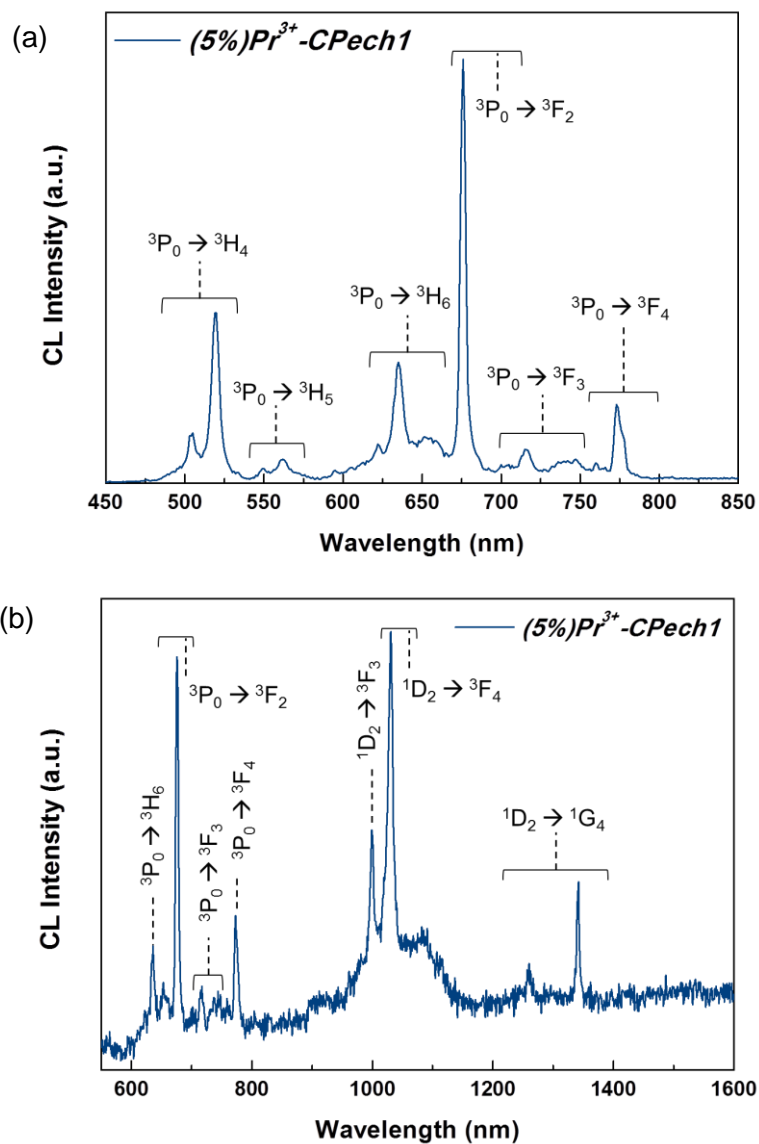 (a)
(5%)Pr³⁺-CPech1
³P₀ → ³F₂
³P₀ → ³H₄
³P₀ → ³H₆
³P₀ → ³F₄
³P₀ → ³H₅
³P₀ → ³F₃
CL Intensity (a.u.)
450 500 550 600 650 700 750 800 850
Wavelength (nm)
(b)
(5%)Pr³⁺-CPech1
³P₀ → ³F₂
¹D₂ → ³F₃
¹D₂ → ³F₄
³P₀ → ³H₆
³P₀ → ³F₃
³P₀ → ³F₄
¹D₂ → ¹G₄
CL Intensity (a.u.)
600 800 1000 1200 1400 1600
Wavelength (nm)